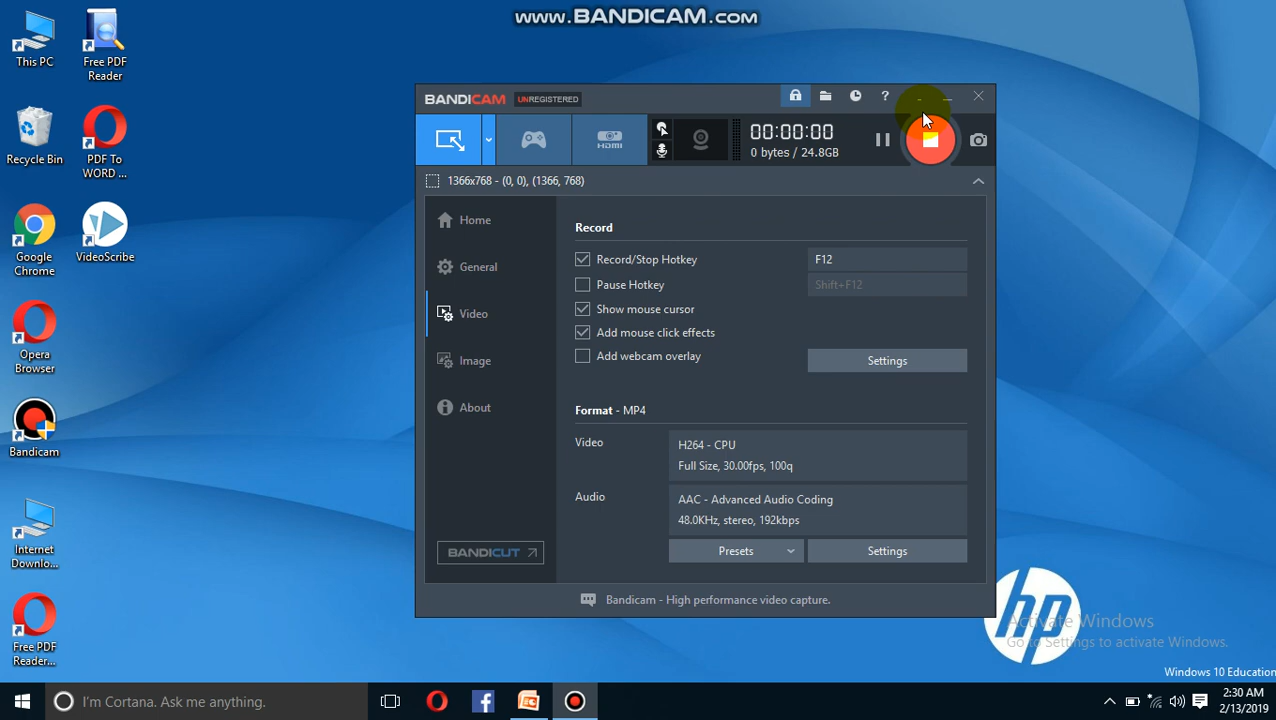 www.BANDICAM.com
This PC
Free PDF
Reader
Recycle Bin
PDF To
WORD ...
Google
Chrome
VideoScribe
Opera
Browser
Bandicam
Internet
Downlo...
Free PDF
Reader...
BANDICAM UNREGISTERED
?
HDMI
00:00:00
0 bytes / 24.8GB
1366x768 - (0, 0), (1366, 768)
Home
General
Video
Image
About
BANDICUT
Record
Record/Stop Hotkey F12
Pause Hotkey Shift+F12
Show mouse cursor
Add mouse click effects
Add webcam overlay Settings
Format - MP4
Video
H264 - CPU
Full Size, 30.00fps, 100q
Audio
AAC - Advanced Audio Coding
48.0KHz, stereo, 192kbps
Presets Settings
Bandicam - High performance video capture.
hp
Activate Windows
Go to Settings to activate Windows.
Windows 10 Education
I'm Cortana. Ask me anything.
2:30 AM
2/13/2019